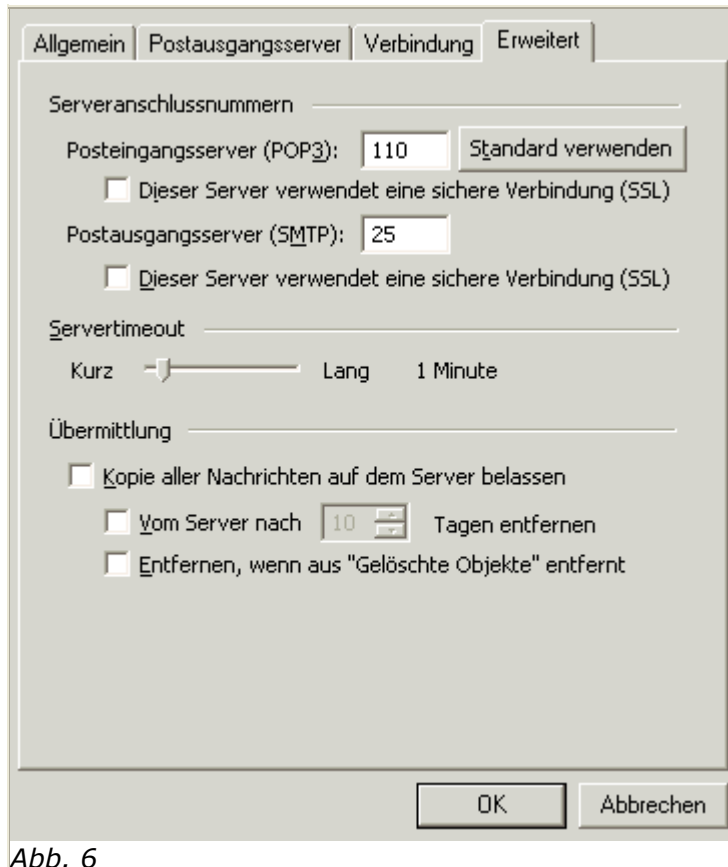 Allgemein Postausgangsserver Verbindung Erweitert
Serveranschlussnummern
Posteingangsserver (POP3): 110 Standard verwenden
Dieser Server verwendet eine sichere Verbindung (SSL)
Postausgangsserver (SMTP): 25
Dieser Server verwendet eine sichere Verbindung (SSL)
Servertimeout
Kurz Lang 1 Minute
Übermittlung
Kopie aller Nachrichten auf dem Server belassen
Vom Server nach 10 Tagen entfernen
Entfernen, wenn aus "Gelöschte Objekte" entfernt
OK Abbrechen
Abb. 6